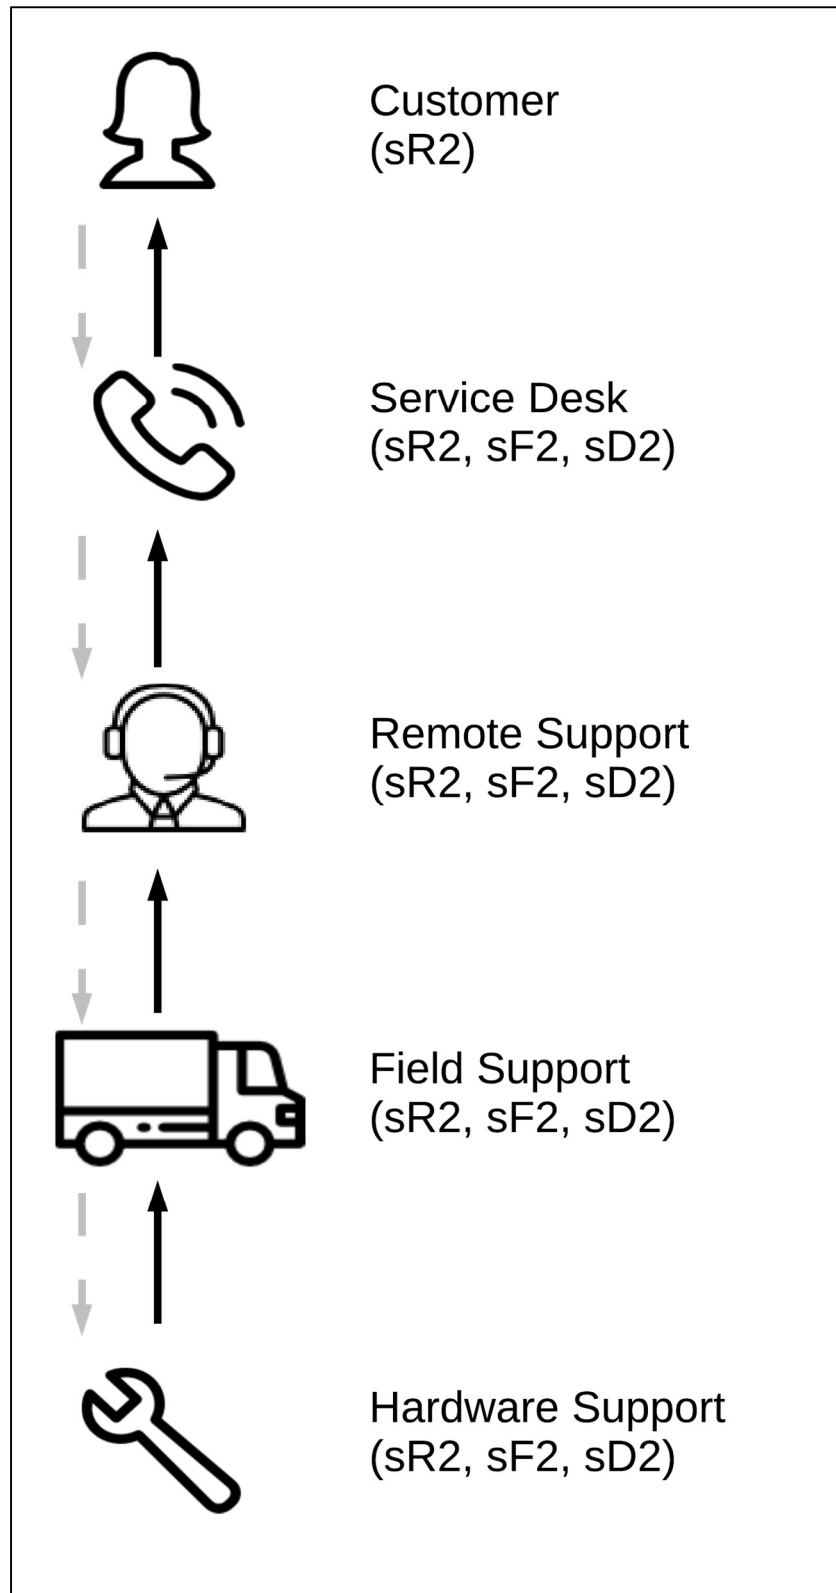 Customer
(sR2)
Service Desk
(sR2, sF2, sD2)
Remote Support
(sR2, sF2, sD2)
Field Support
(sR2, sF2, sD2)
Hardware Support
(sR2, sF2, sD2)